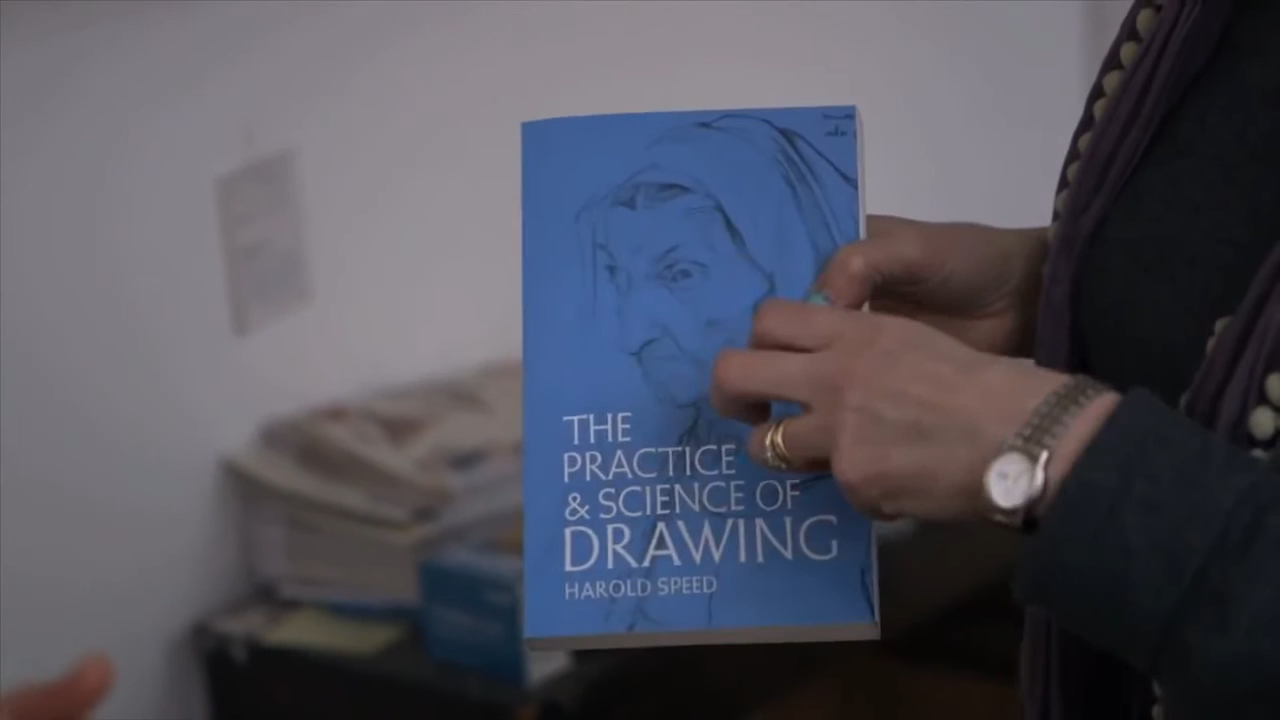 THE
PRACTICE
& SCIENCE OF
DRAWING
HAROLD SPEED